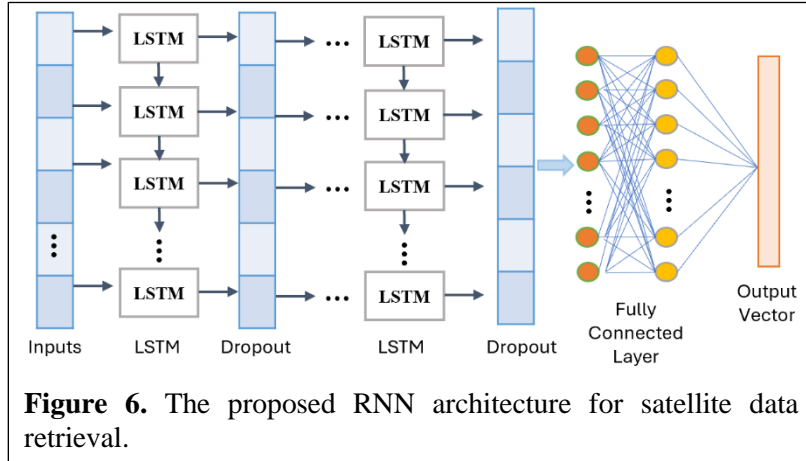 LSTM
LSTM
LSTM
LSTM
LSTM
LSTM
LSTM
LSTM
Inputs
LSTM
Dropout
LSTM
Dropout
Fully
Connected
Layer
Output
Vector
Figure 6. The proposed RNN architecture for satellite data
retrieval.